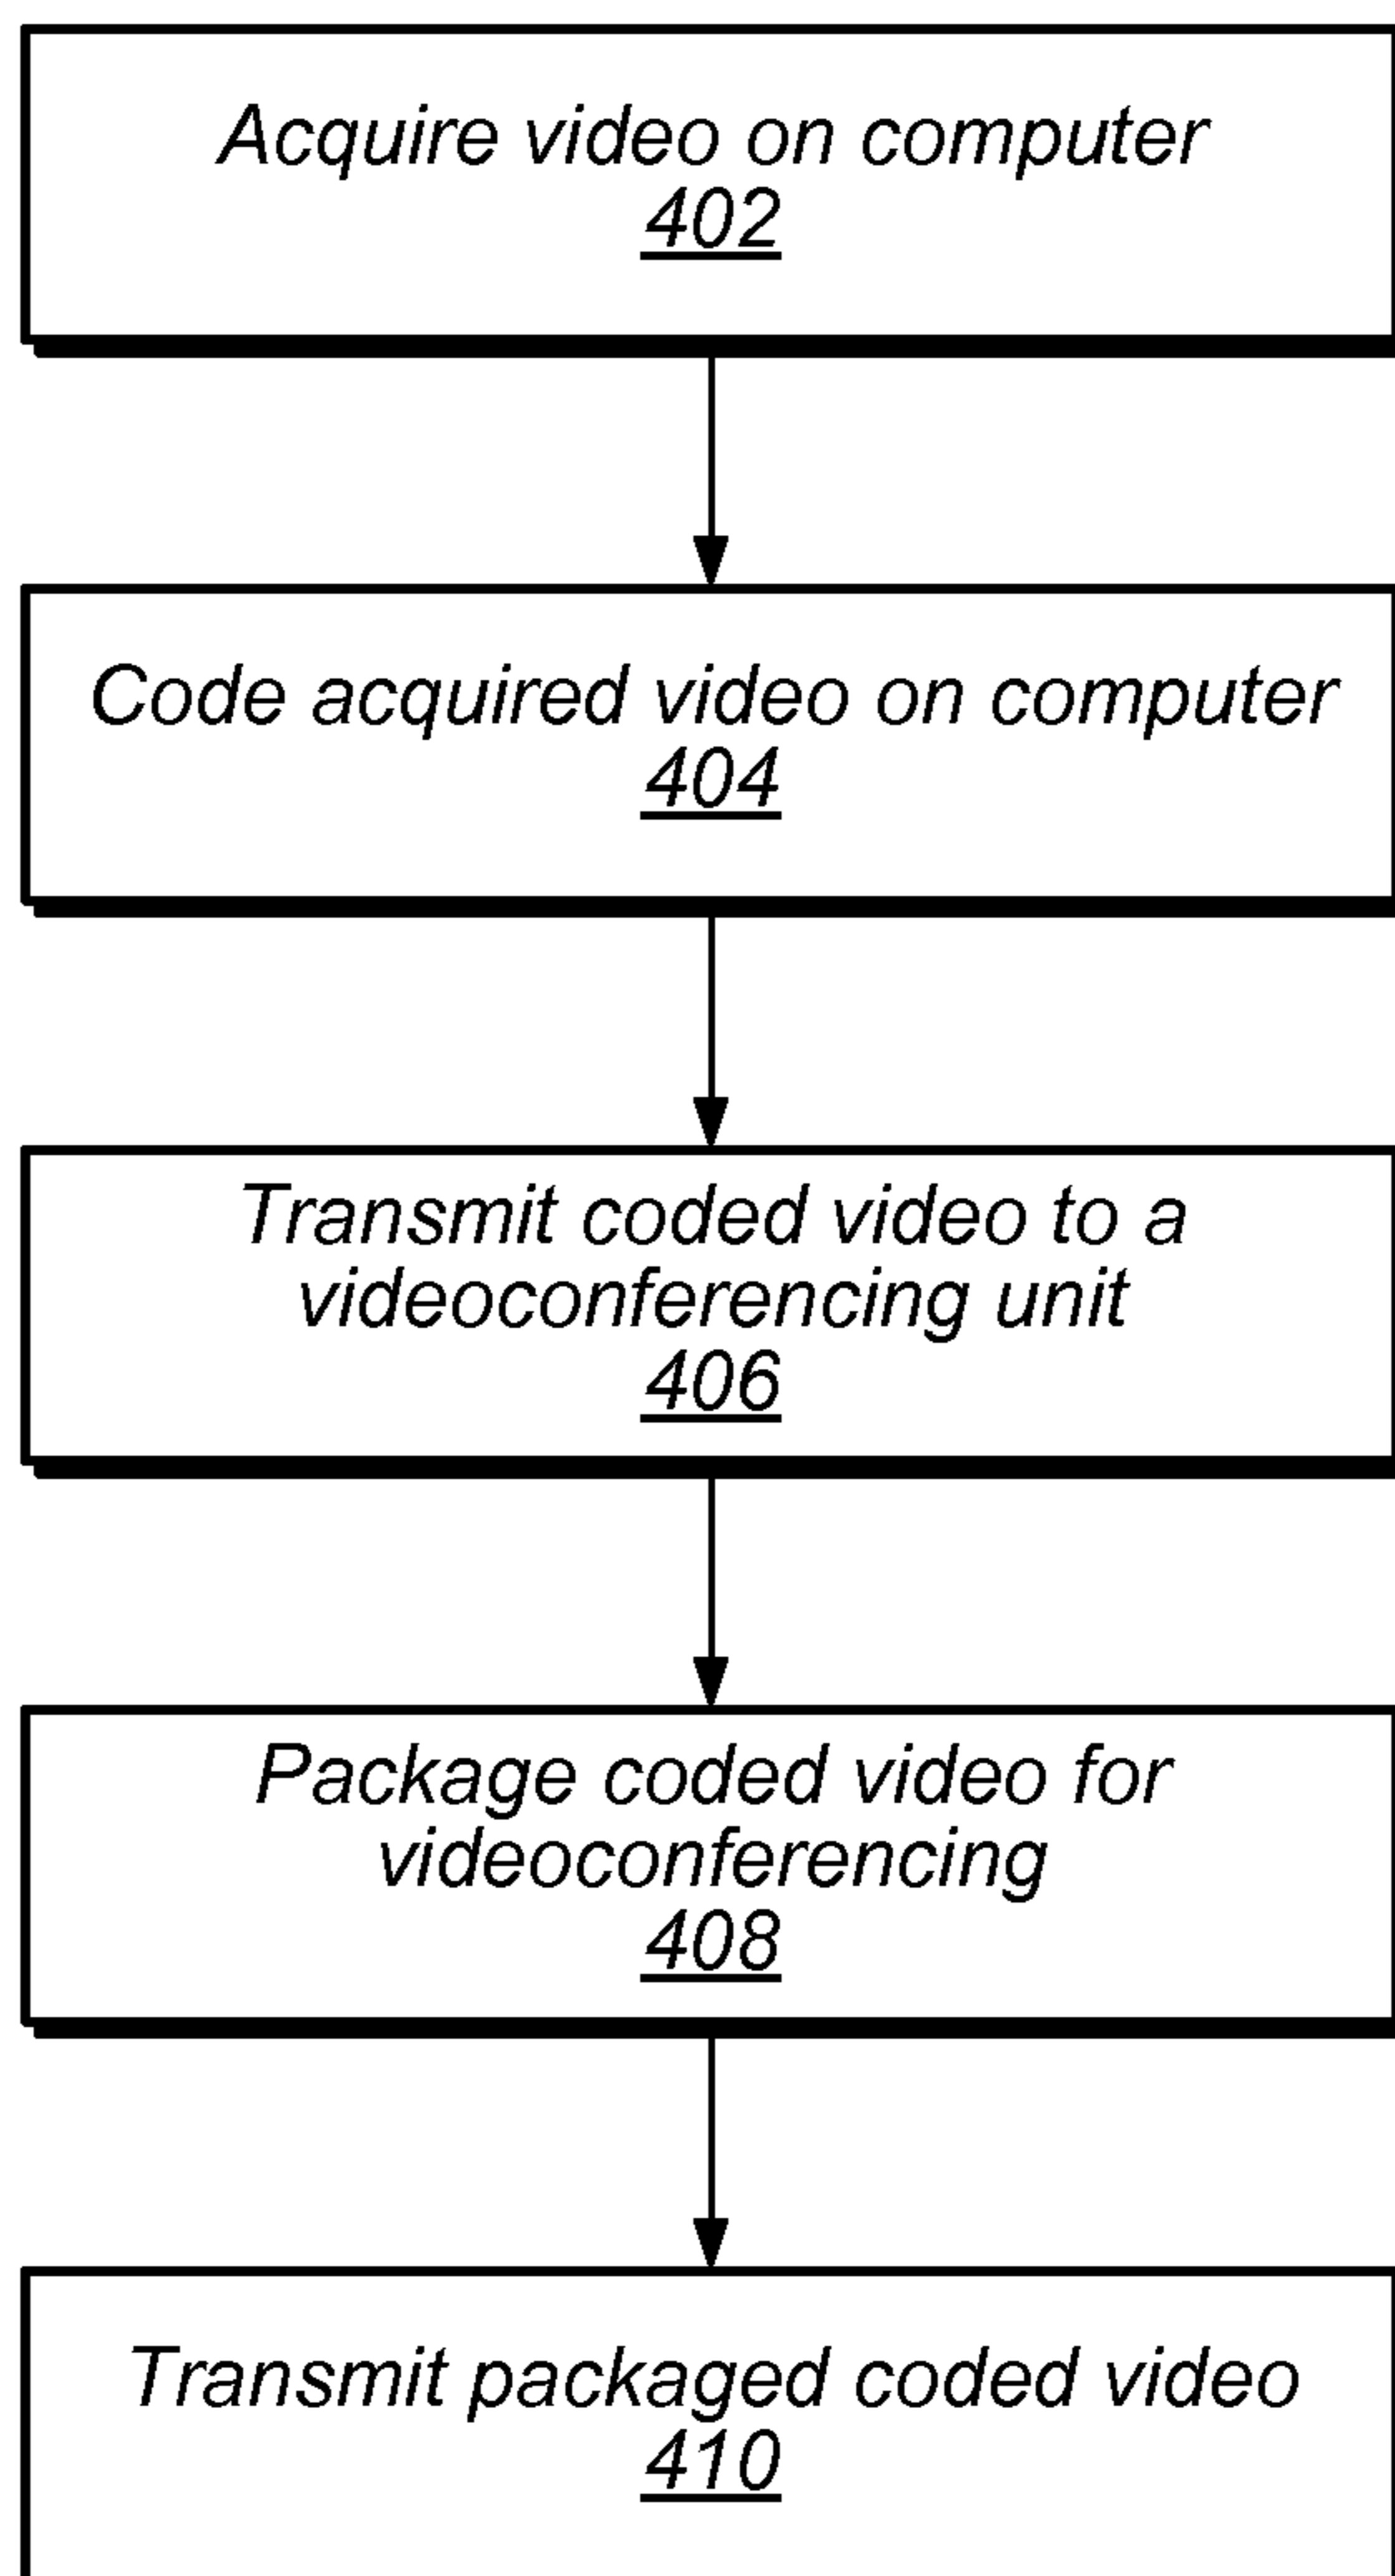 Acquire video on computer
402
Code acquired video on computer
404
Transmit coded video to a
videoconferencing unit
406
Package coded video for
videoconferencing
408
Transmit packaged coded video
410